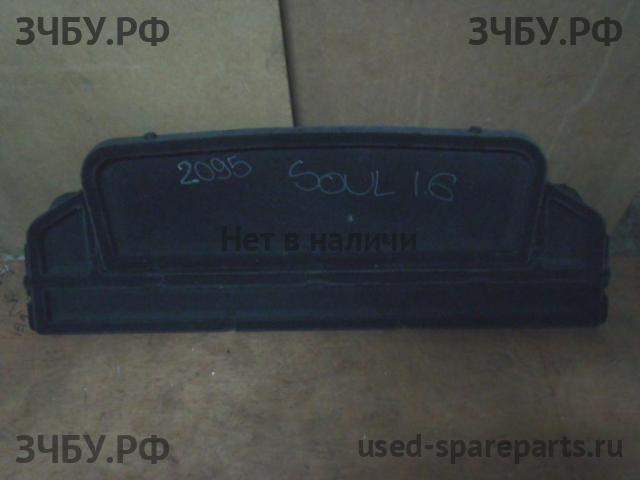 ЗЧБУ.РФ ЗЧБУ.РФ
2095 SOUL 1.6
Нет в наличи
ЗЧБУ.РФ used-spareparts.ru